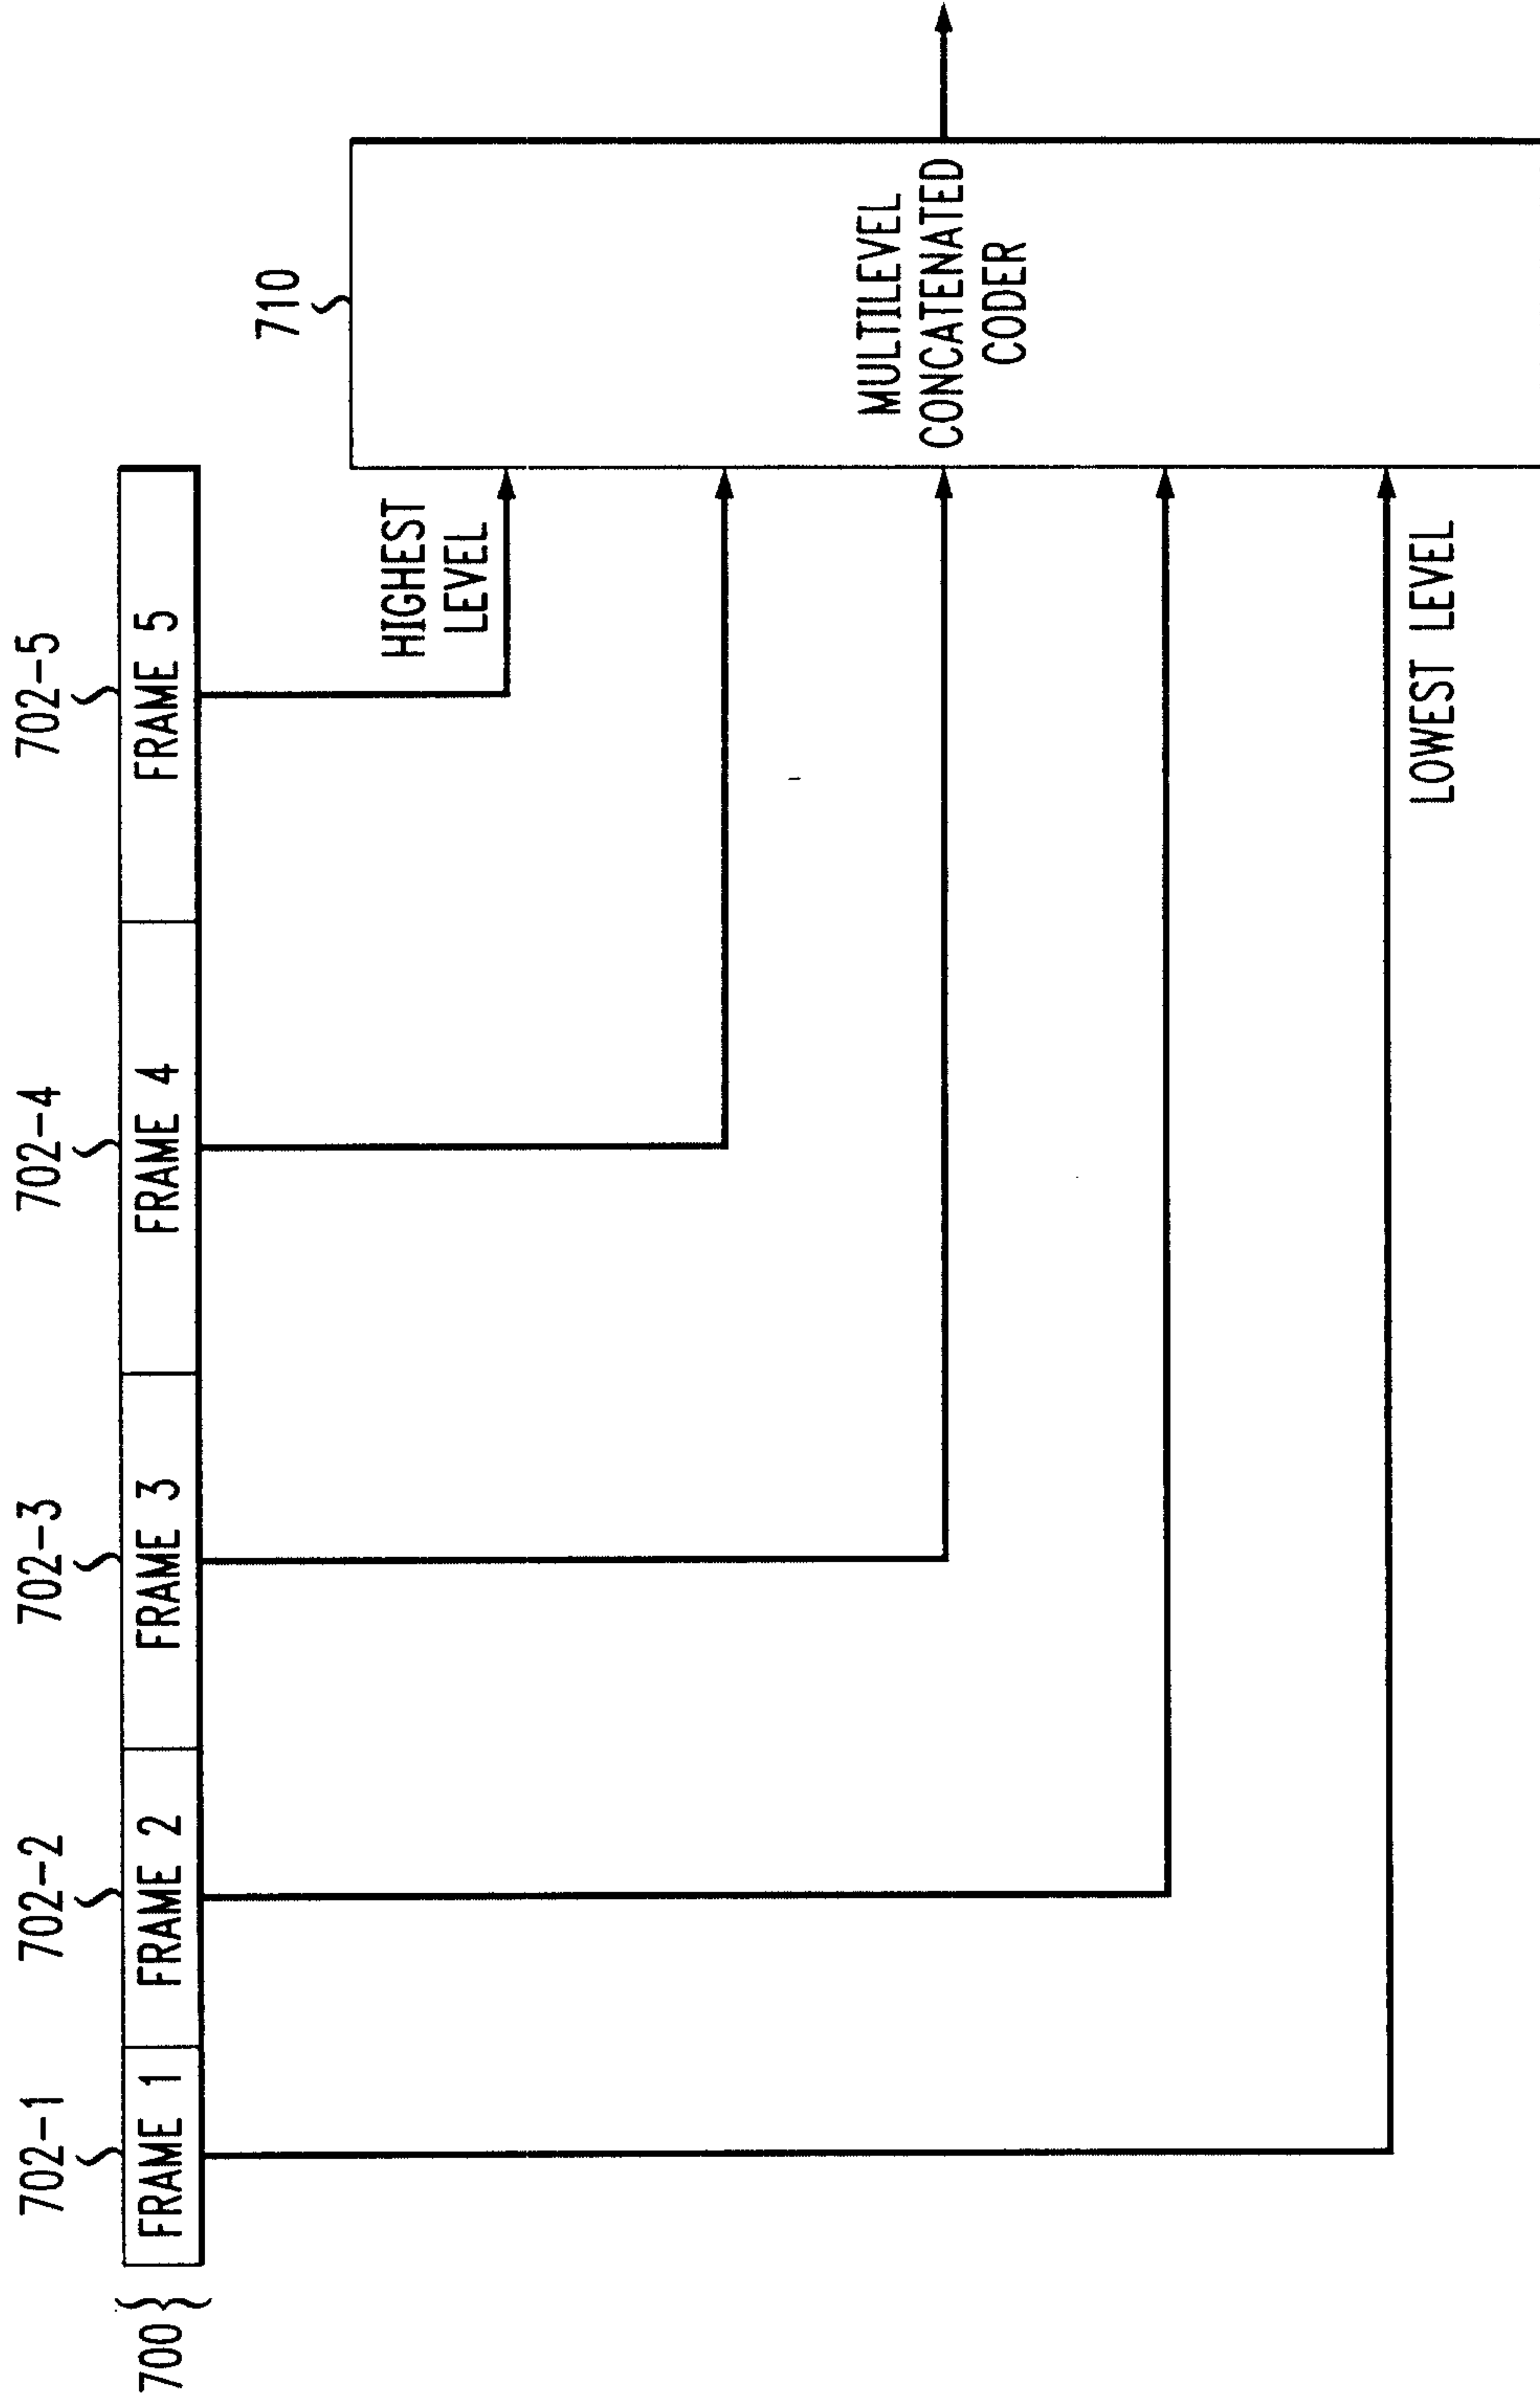 702-1
702-2
702-3
702-4
702-5
700
FRAME 1
FRAME 2
FRAME 3
FRAME 4
FRAME 5
710
HIGHEST
LEVEL
MULTILEVEL
CONCATENATED
CODER
LOWEST LEVEL